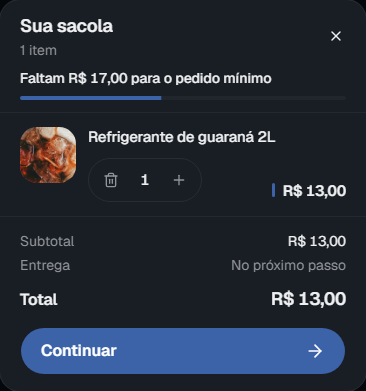 Sua sacola
1 item
Faltam R$ 17,00 para o pedido mínimo
Refrigerante de guaraná 2L
1
R$ 13,00
Subtotal R$ 13,00
Entrega No próximo passo
Total R$ 13,00
Continuar